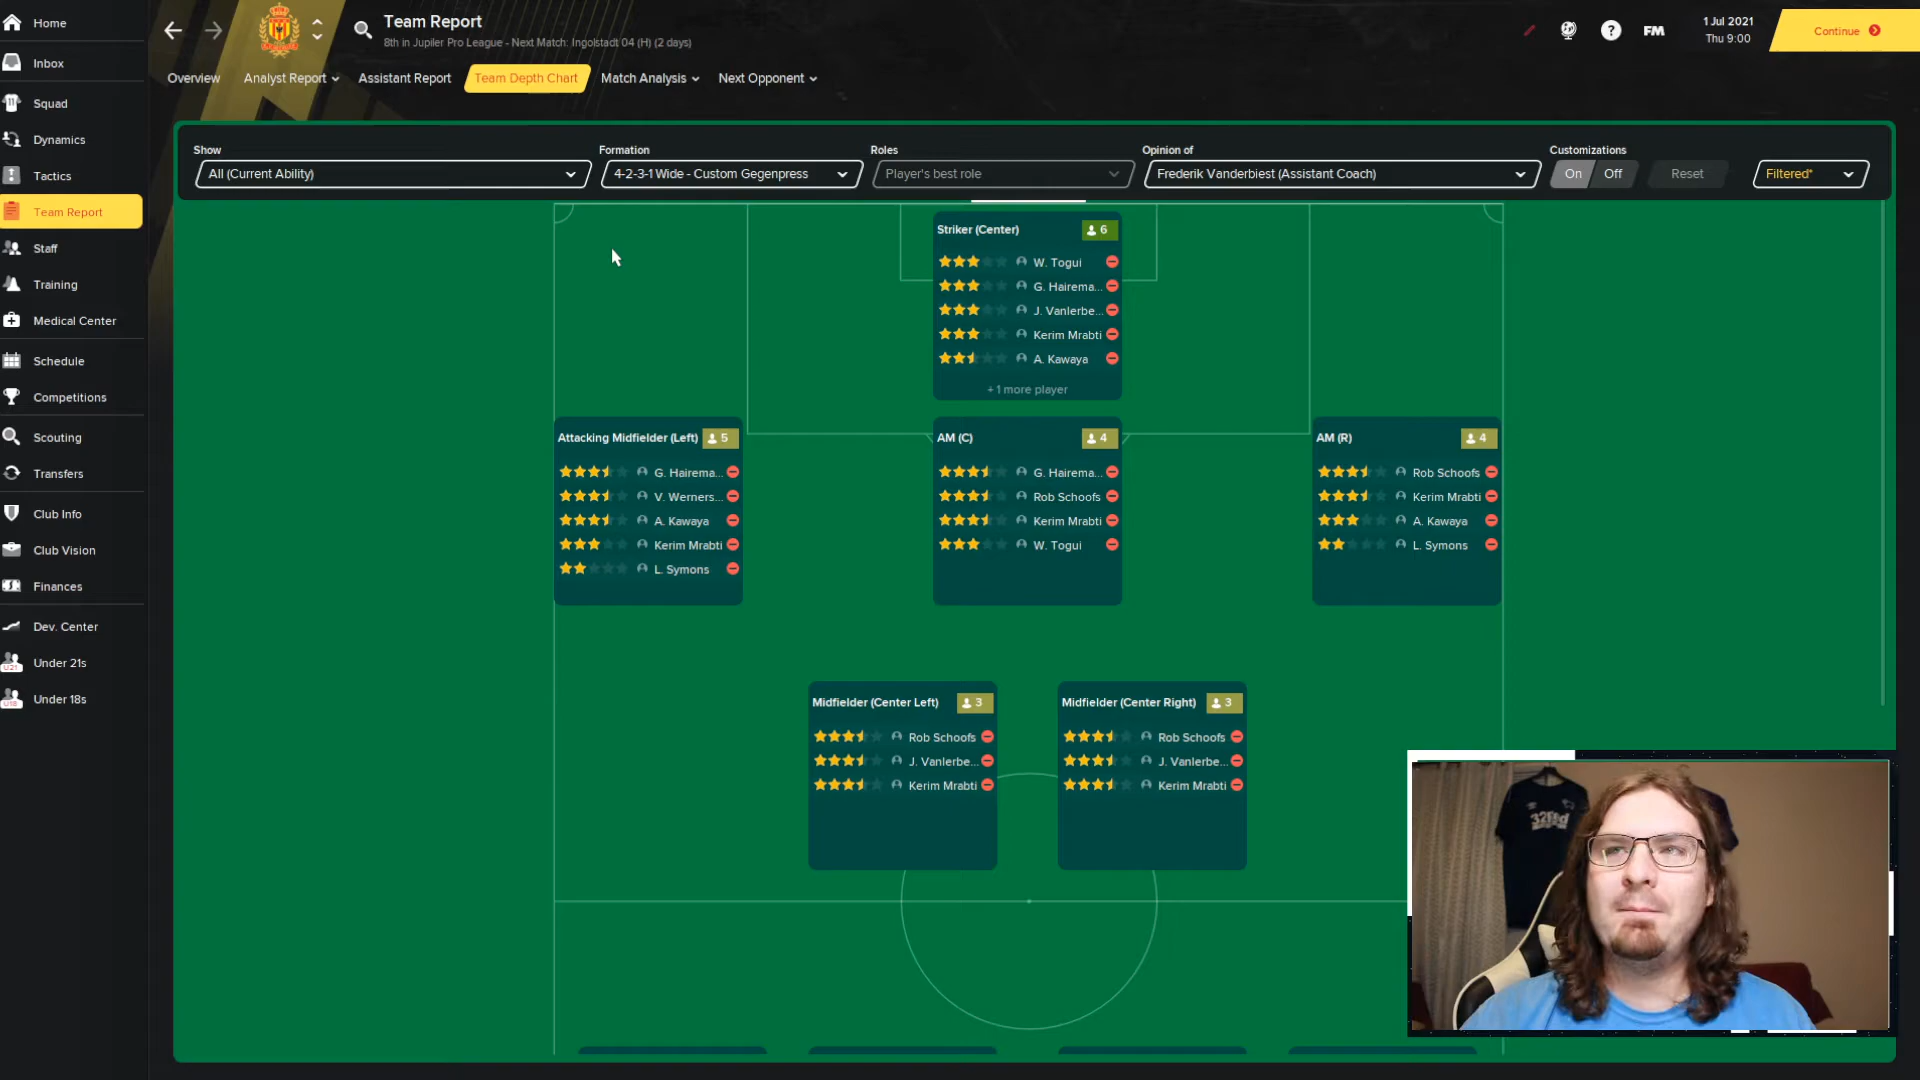 Home
Inbox
Squad
Dynamics
Tactics
Team Report
Staff
Training
Medical Center
Schedule
Competitions
Scouting
Transfers
Club Info
Club Vision
Finances
Dev. Center
Under 21s
Under 18s
Team Report
8th in Jupiler Pro League - Next Match: Ingolstadt 04 (H) (2 days)
FM
1 Jul 2021
Thu 9:00
Continue
Overview
Analyst Report
Assistant Report
Team Depth Chart
Match Analysis
Next Opponent
Show
Formation
Roles
Opinion of
Customizations
All (Current Ability)
4-2-3-1 Wide - Custom Gegenpress
Player's best role
Frederik Vanderbiest (Assistant Coach)
On
Off
Reset
Filtered*
Striker (Center) 6
W. Togui
G. Hairema...
J. Vanlerbe...
Kerim Mrabti
A. Kawaya
+ 1 more player
Attacking Midfielder (Left) 5
G. Hairema...
V. Werners...
A. Kawaya
Kerim Mrabti
L. Symons
AM (C) 4
G. Hairema...
Rob Schoofs
Kerim Mrabti
W. Togui
AM (R) 4
Rob Schoofs
Kerim Mrabti
A. Kawaya
L. Symons
Midfielder (Center Left) 3
Rob Schoofs
J. Vanlerbe...
Kerim Mrabti
Midfielder (Center Right) 3
Rob Schoofs
J. Vanlerbe...
Kerim Mrabti